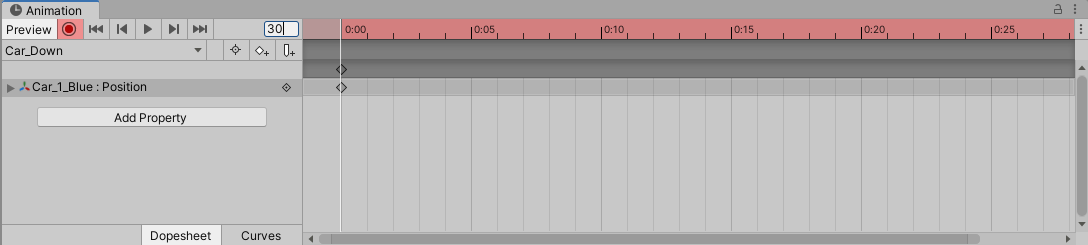 Animation
Preview 30 0:00 0:05 0:10 0:15 0:20 0:25
Car_Down
Car_1_Blue : Position
Add Property
Dopesheet Curves